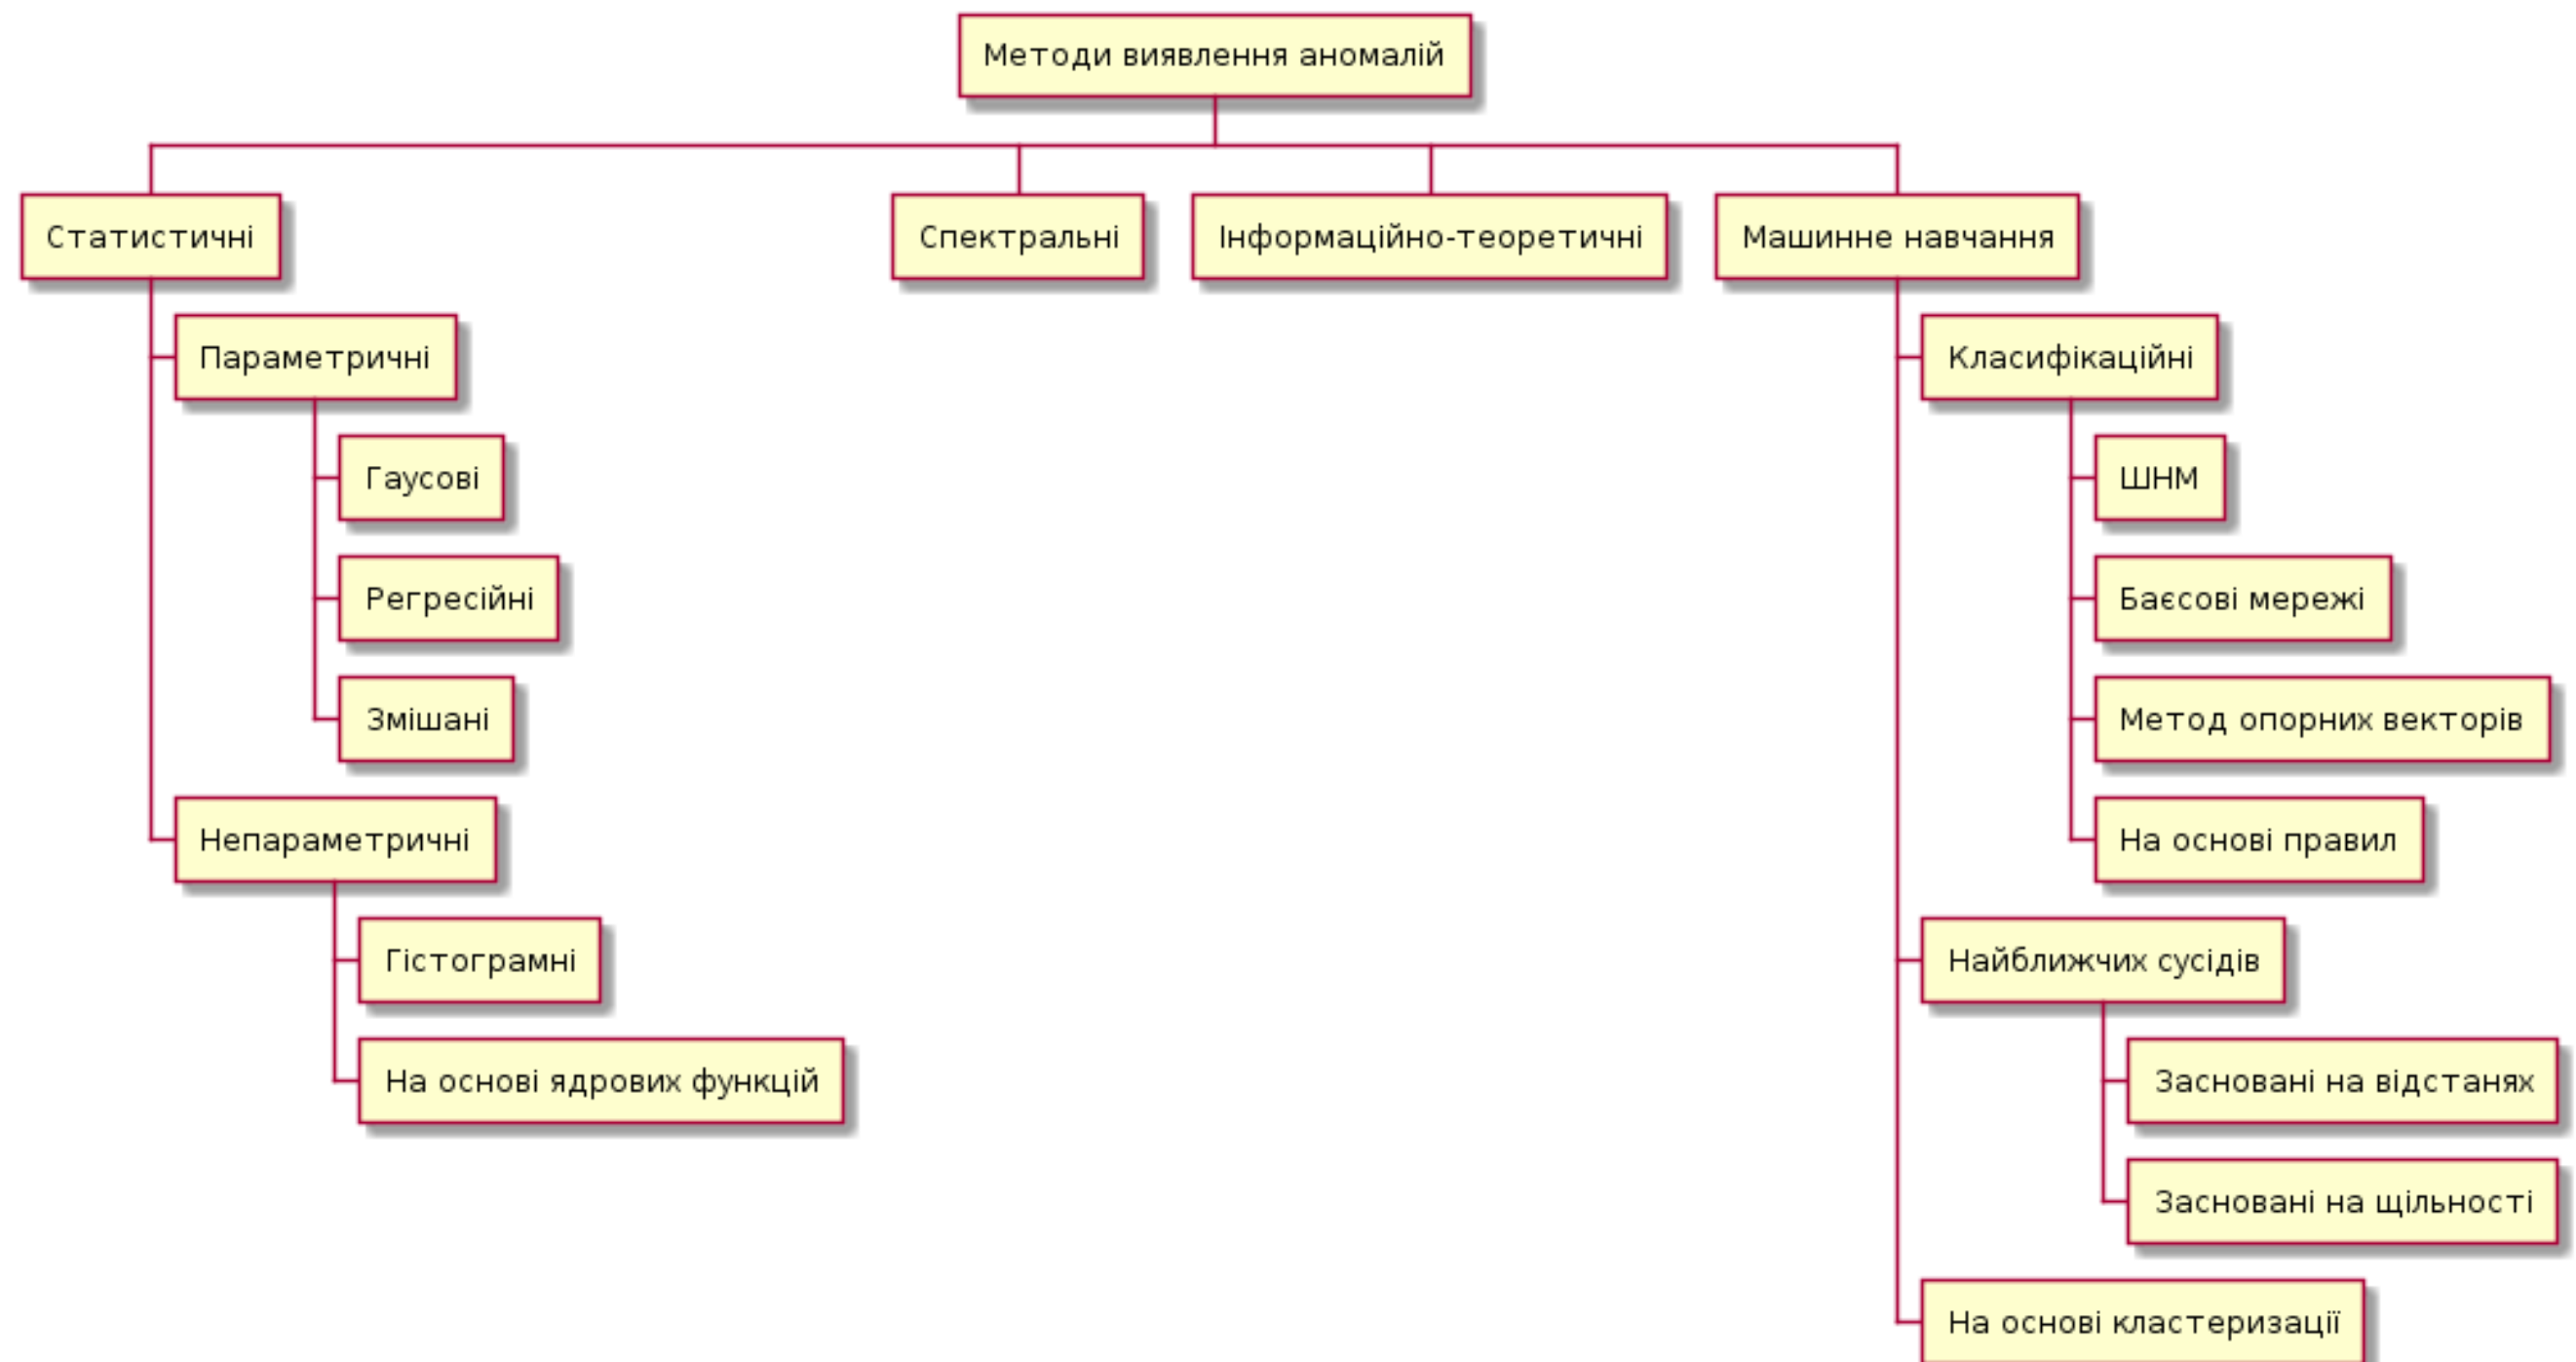 Методи виявлення аномалій
Статистичні
Спектральні
Інформаційно-теоретичні
Машинне навчання
Параметричні
Гаусові
Регресійні
Змішані
Непараметричні
Гістограмні
На основі ядрових функцій
Класифікаційні
ШНМ
Баєсові мережі
Метод опорних векторів
На основі правил
Найближчих сусідів
Засновані на відстанях
Засновані на щільності
На основі кластеризації